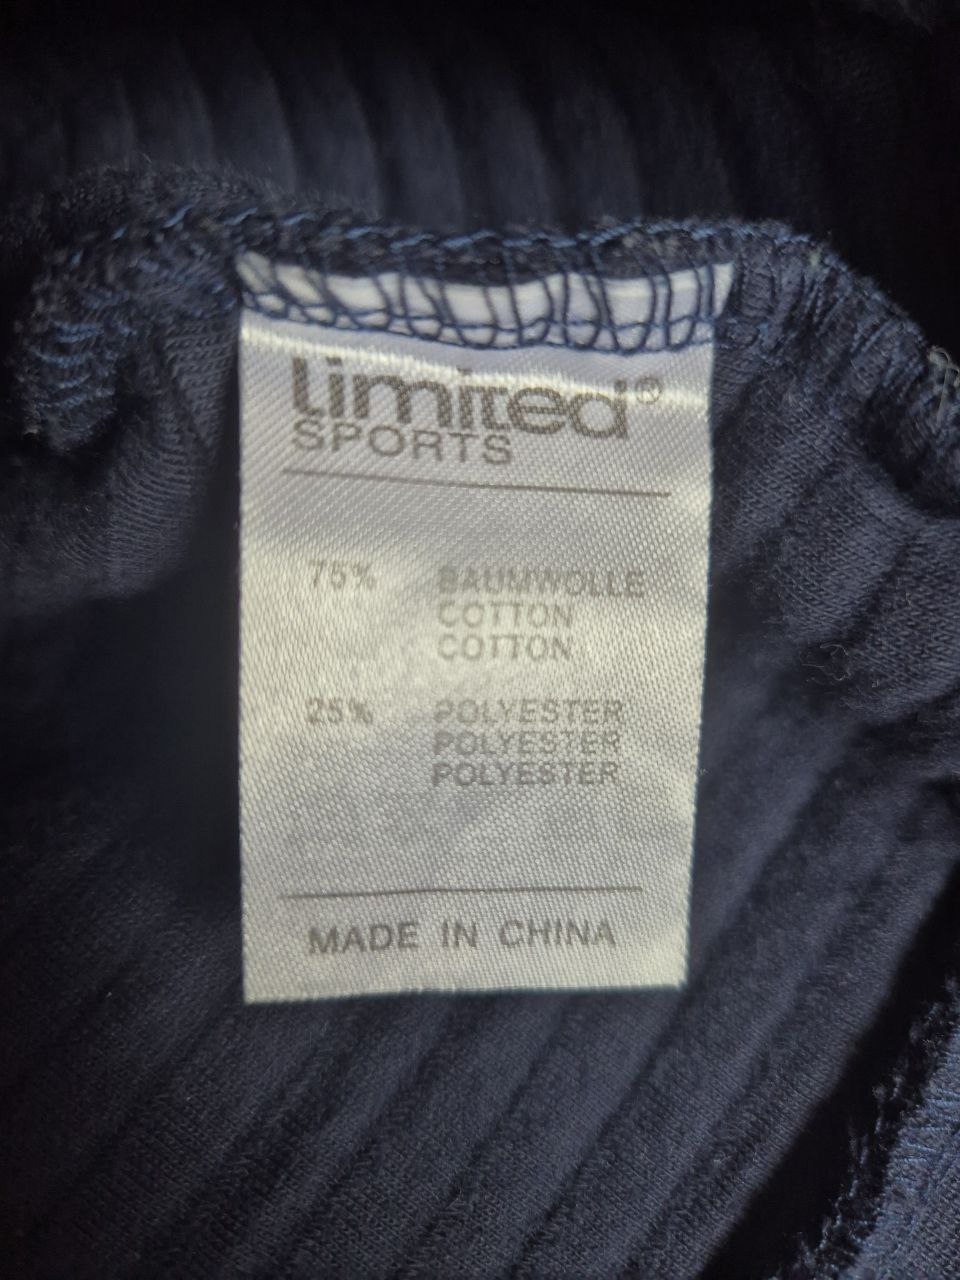 limited®
SPORTS
75% BAUMWOLLE
COTTON
COTTON
25% POLYESTER
POLYESTER
POLYESTER
MADE IN CHINA